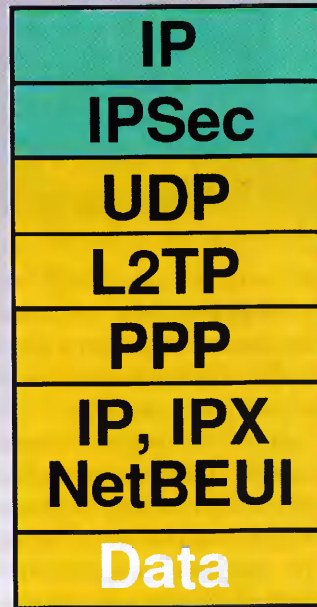 IP
IPSec
UDP
L2TP
PPP
IP, IPX
NetBEUI
Data